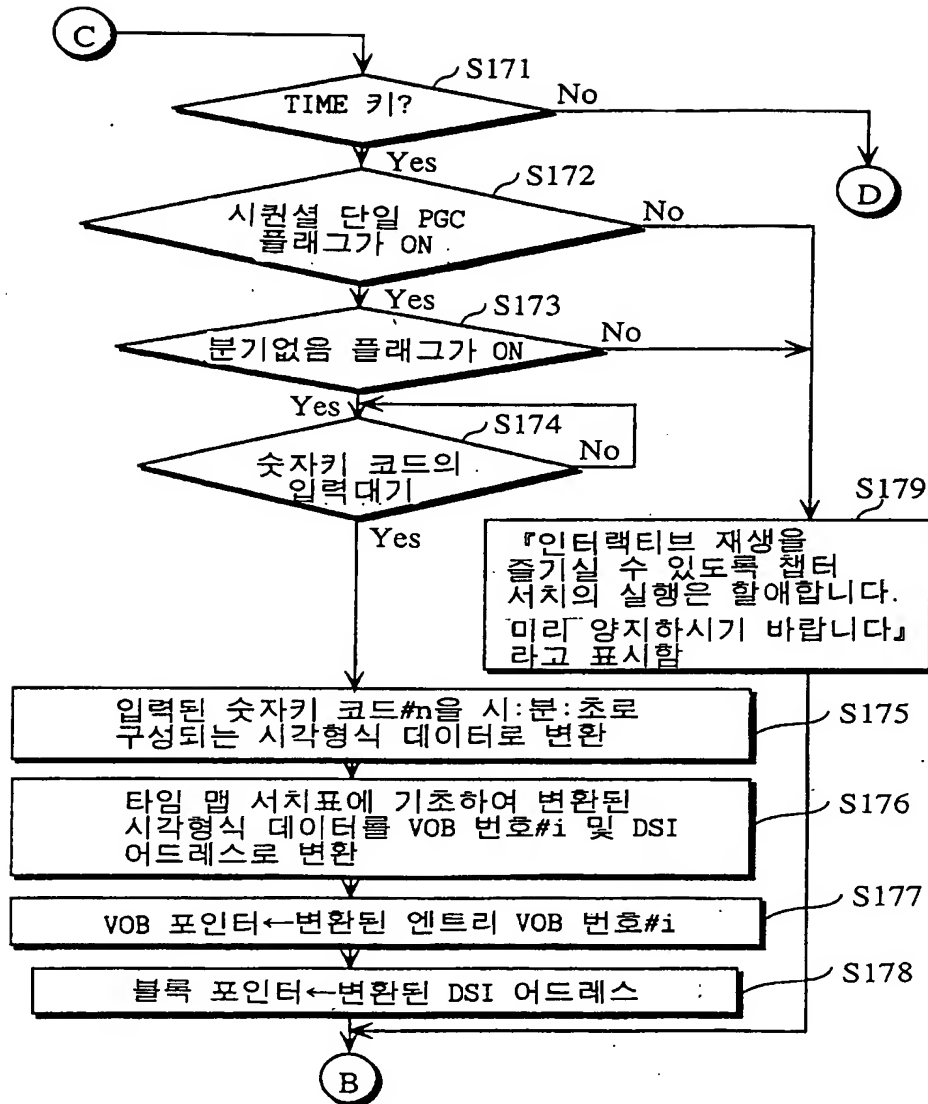 C
S171
TIME 키?
No
Yes
D
S172
시퀀셜 단일 PGC
플래그가 ON
No
Yes
S173
분기없음 플래그가 ON
No
Yes
S174
숫자키 코드의
입력대기
No
Yes
S179
『인터랙티브 재생을
즐기실 수 있도록 챕터
서치의 실행은 할애합니다.
미리 양지하시기 바랍니다』
라고 표시함
입력된 숫자키 코드#n을 시:분:초로
구성되는 시각형식 데이터로 변환
S175
타임 맵 서치표에 기초하여 변환된
시각형식 데이터를 VOB 번호#i 및 DSI
어드레스로 변환
S176
VOB 포인터←변환된 엔트리 VOB 번호#i
S177
블록 포인터←변환된 DSI 어드레스
S178
B